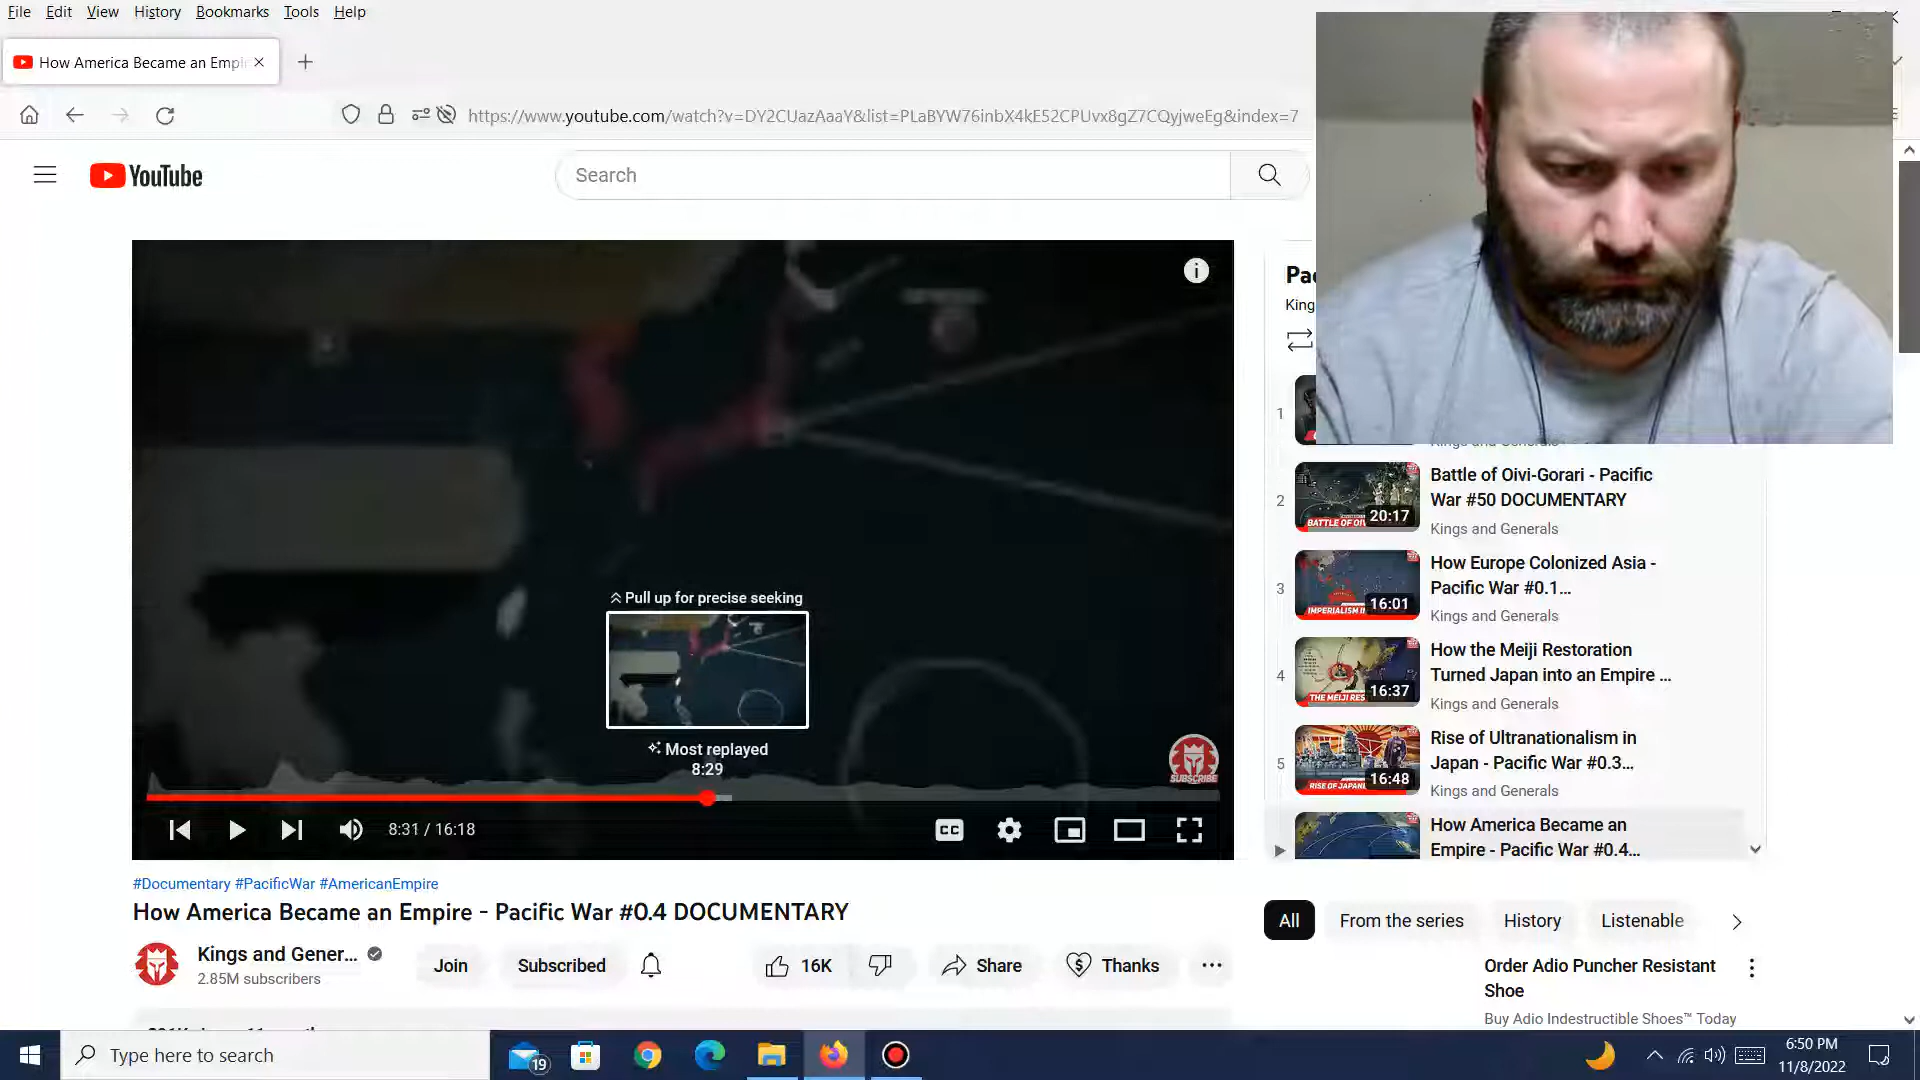 File Edit View History Bookmarks Tools Help
How America Became an Empi
https://www.youtube.com/watch?v=DY2CUazAaaY&list=PLaBYW76inbX4kE52CPUvx8gZ7CQyjweEg&index=7
YouTube
Search
Pull up for precise seeking
Most replayed
8:29
SUBSCRIBE
8:31 / 16:18
CC
#Documentary #PacificWar #AmericanEmpire
How America Became an Empire - Pacific War #0.4 DOCUMENTARY
Kings and Gener...
2.85M subscribers
Join
Subscribed
16K
Share
Thanks
Pac
King
1
2
20:17
Battle of Oivi-Gorari - Pacific
War #50 DOCUMENTARY
Kings and Generals
3
16:01
How Europe Colonized Asia -
Pacific War #0.1...
Kings and Generals
4
16:37
How the Meiji Restoration
Turned Japan into an Empire ...
Kings and Generals
5
16:48
Rise of Ultranationalism in
Japan - Pacific War #0.3...
Kings and Generals
How America Became an
Empire - Pacific War #0.4...
All
From the series
History
Listenable
Order Adio Puncher Resistant
Shoe
Buy Adio Indestructible Shoes™ Today
Type here to search
19
6:50 PM
11/8/2022